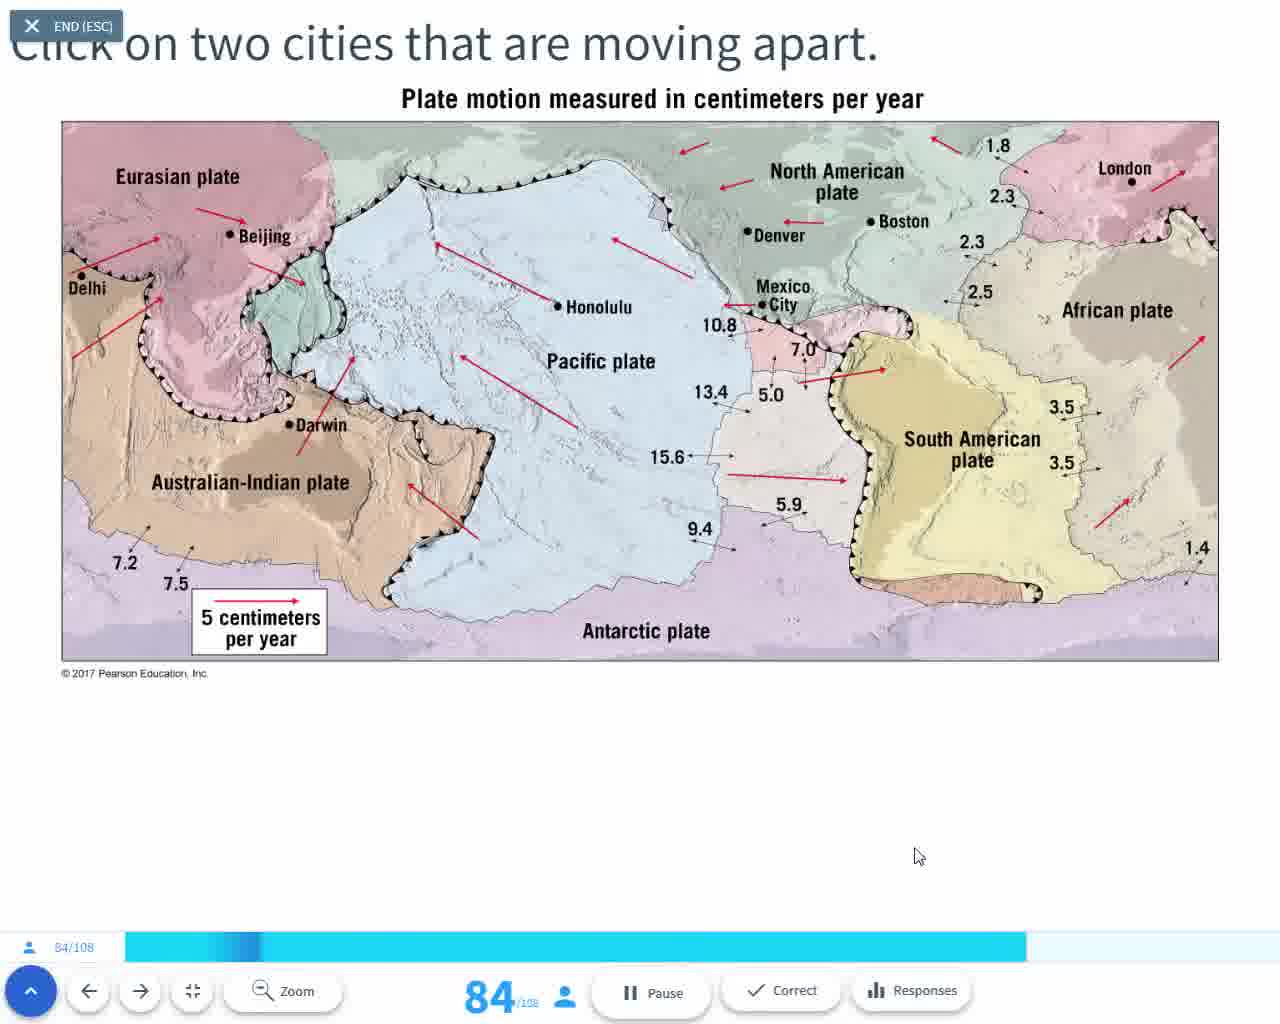 END (ESC)
Click on two cities that are moving apart.
Plate motion measured in centimeters per year
Eurasian plate
Beijing
Delhi
North American
plate
Denver
Boston
Mexico
City
London
1.8
2.3
2.3
2.5
African plate
Honolulu
Pacific plate
10.8
7.0
5.0
13.4
15.6
5.9
9.4
South American
plate
3.5
3.5
1.4
Darwin
Australian-Indian plate
7.2
7.5
5 centimeters
per year
Antarctic plate
© 2017 Pearson Education, Inc.
84/108
Zoom
84/108
Pause
Correct
Responses